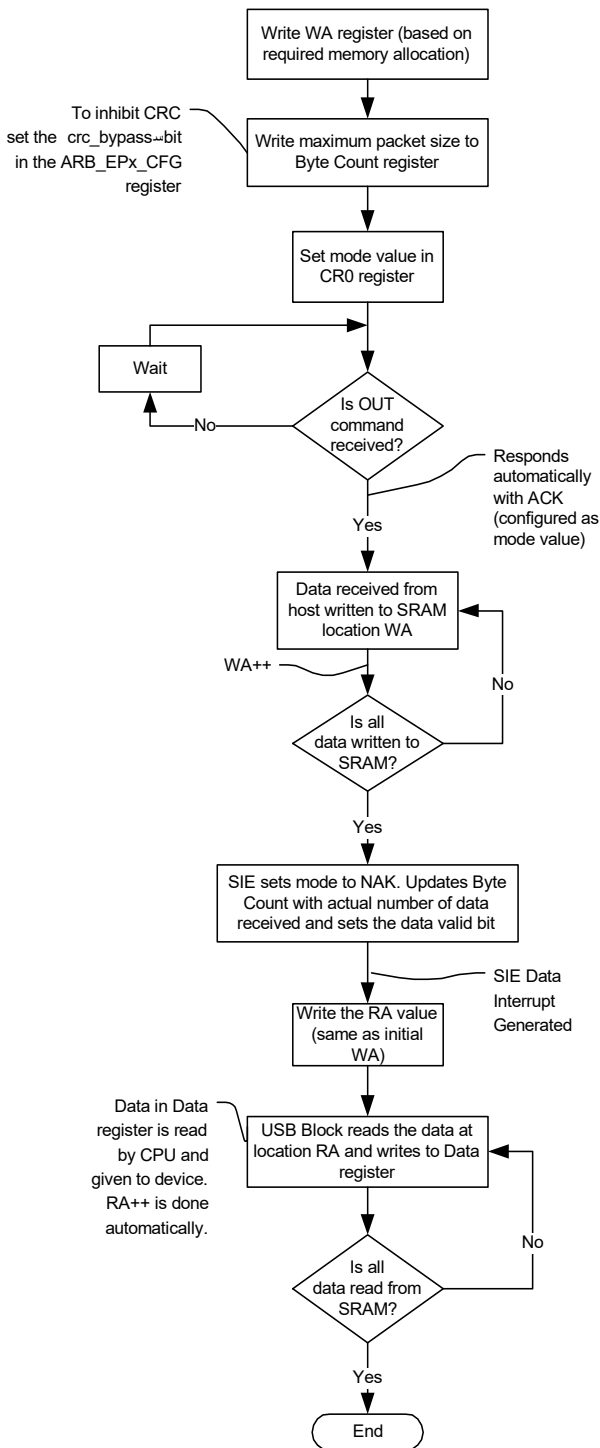 Write WA register (based on
required memory allocation)
To inhibit CRC
set the crc_bypass bit
in the ARB_EPx_CFG
register
Write maximum packet size to
Byte Count register
Set mode value in
CR0 register
Wait
Is OUT
command
received?
No
Responds
automatically
with ACK
(configured as
mode value)
Yes
Data received from
host written to SRAM
location WA
WA++
No
Is all
data written to
SRAM?
Yes
SIE sets mode to NAK. Updates Byte
Count with actual number of data
received and sets the data valid bit
SIE Data
Interrupt
Generated
Write the RA value
(same as initial
WA)
Data in Data
register is read
by CPU and
given to device.
RA++ is done
automatically.
USB Block reads the data at
location RA and writes to Data
register
No
Is all
data read from
SRAM?
Yes
End